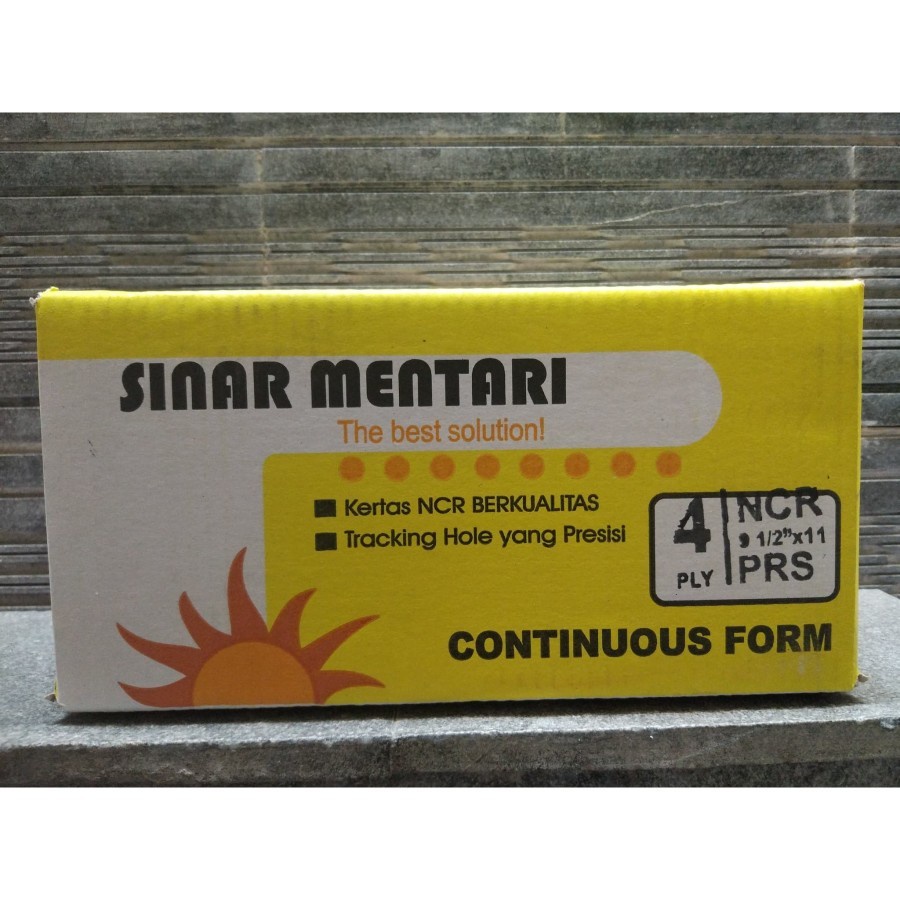 SINAR MENTARI
The best solution!
Kertas NCR BERKUALITAS
Tracking Hole yang Presisi
4
PLY
NCR
9 1/2"x11
PRS
CONTINUOUS FORM